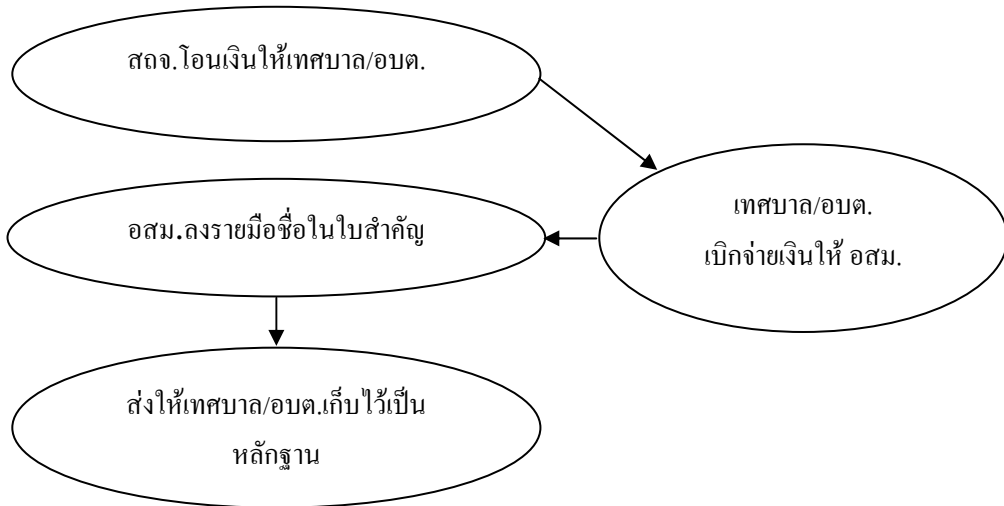 สถจ.โอนเงินให้เทศบาล/อบต.
เทศบาล/อบต.
เบิกจ่ายเงินให้ อสม.
อสม.ลงรายมือชื่อในใบสำคัญ
ส่งให้เทศบาล/อบต.เก็บไว้เป็น
หลักฐาน